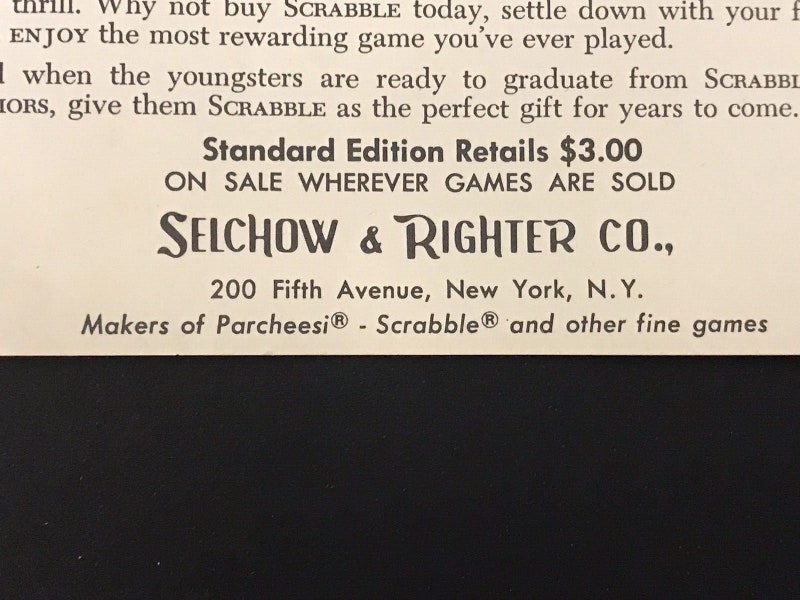 thrill. Why not buy SCRABBLE today, settle down with your
ENJOY the most rewarding game you've ever played.
when the youngsters are ready to graduate from
give them SCRABBLE as the perfect gift for years to come.
Standard Edition Retails $3.00
ON SALE WHEREVER GAMES ARE SOLD
SELCHOW & RIGHTER CO.,
200 Fifth Avenue, New York, N.Y.
Makers of Parcheesi® - Scrabble® and other fine games